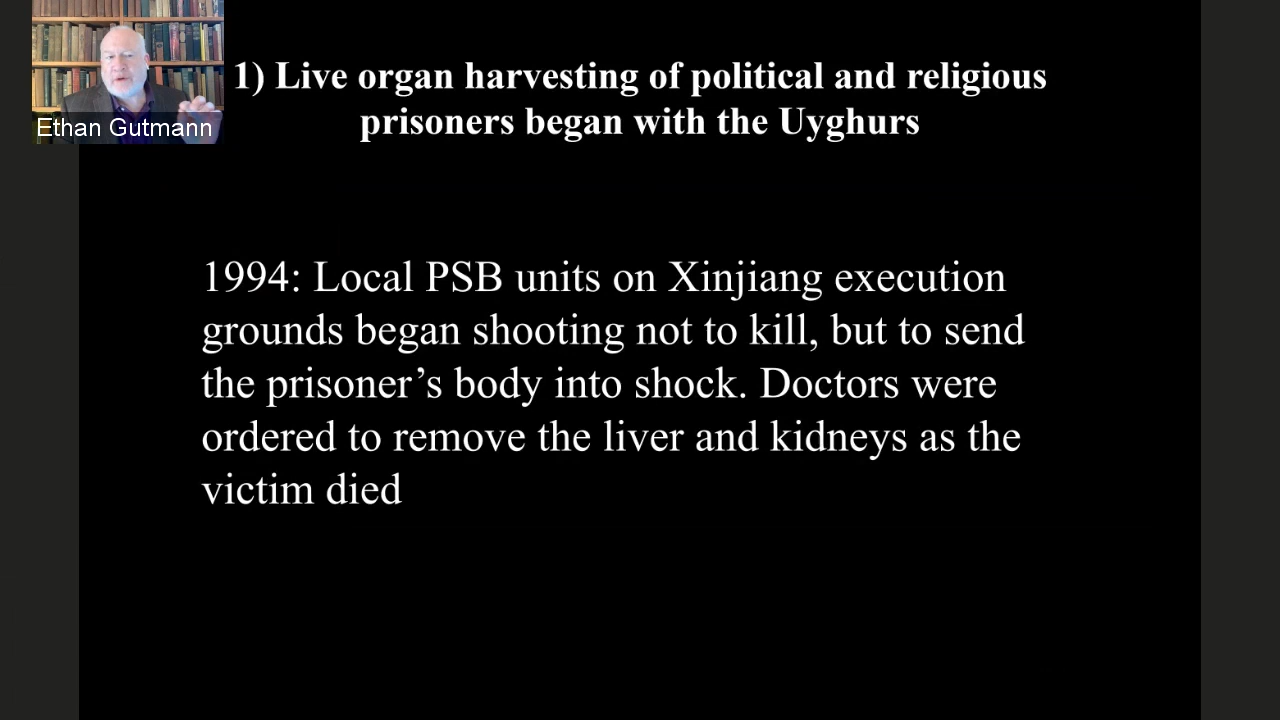 1) Live organ harvesting of political and religious
prisoners began with the Uyghurs
Ethan Gutmann
1994: Local PSB units on Xinjiang execution
grounds began shooting not to kill, but to send
the prisoner’s body into shock. Doctors were
ordered to remove the liver and kidneys as the
victim died